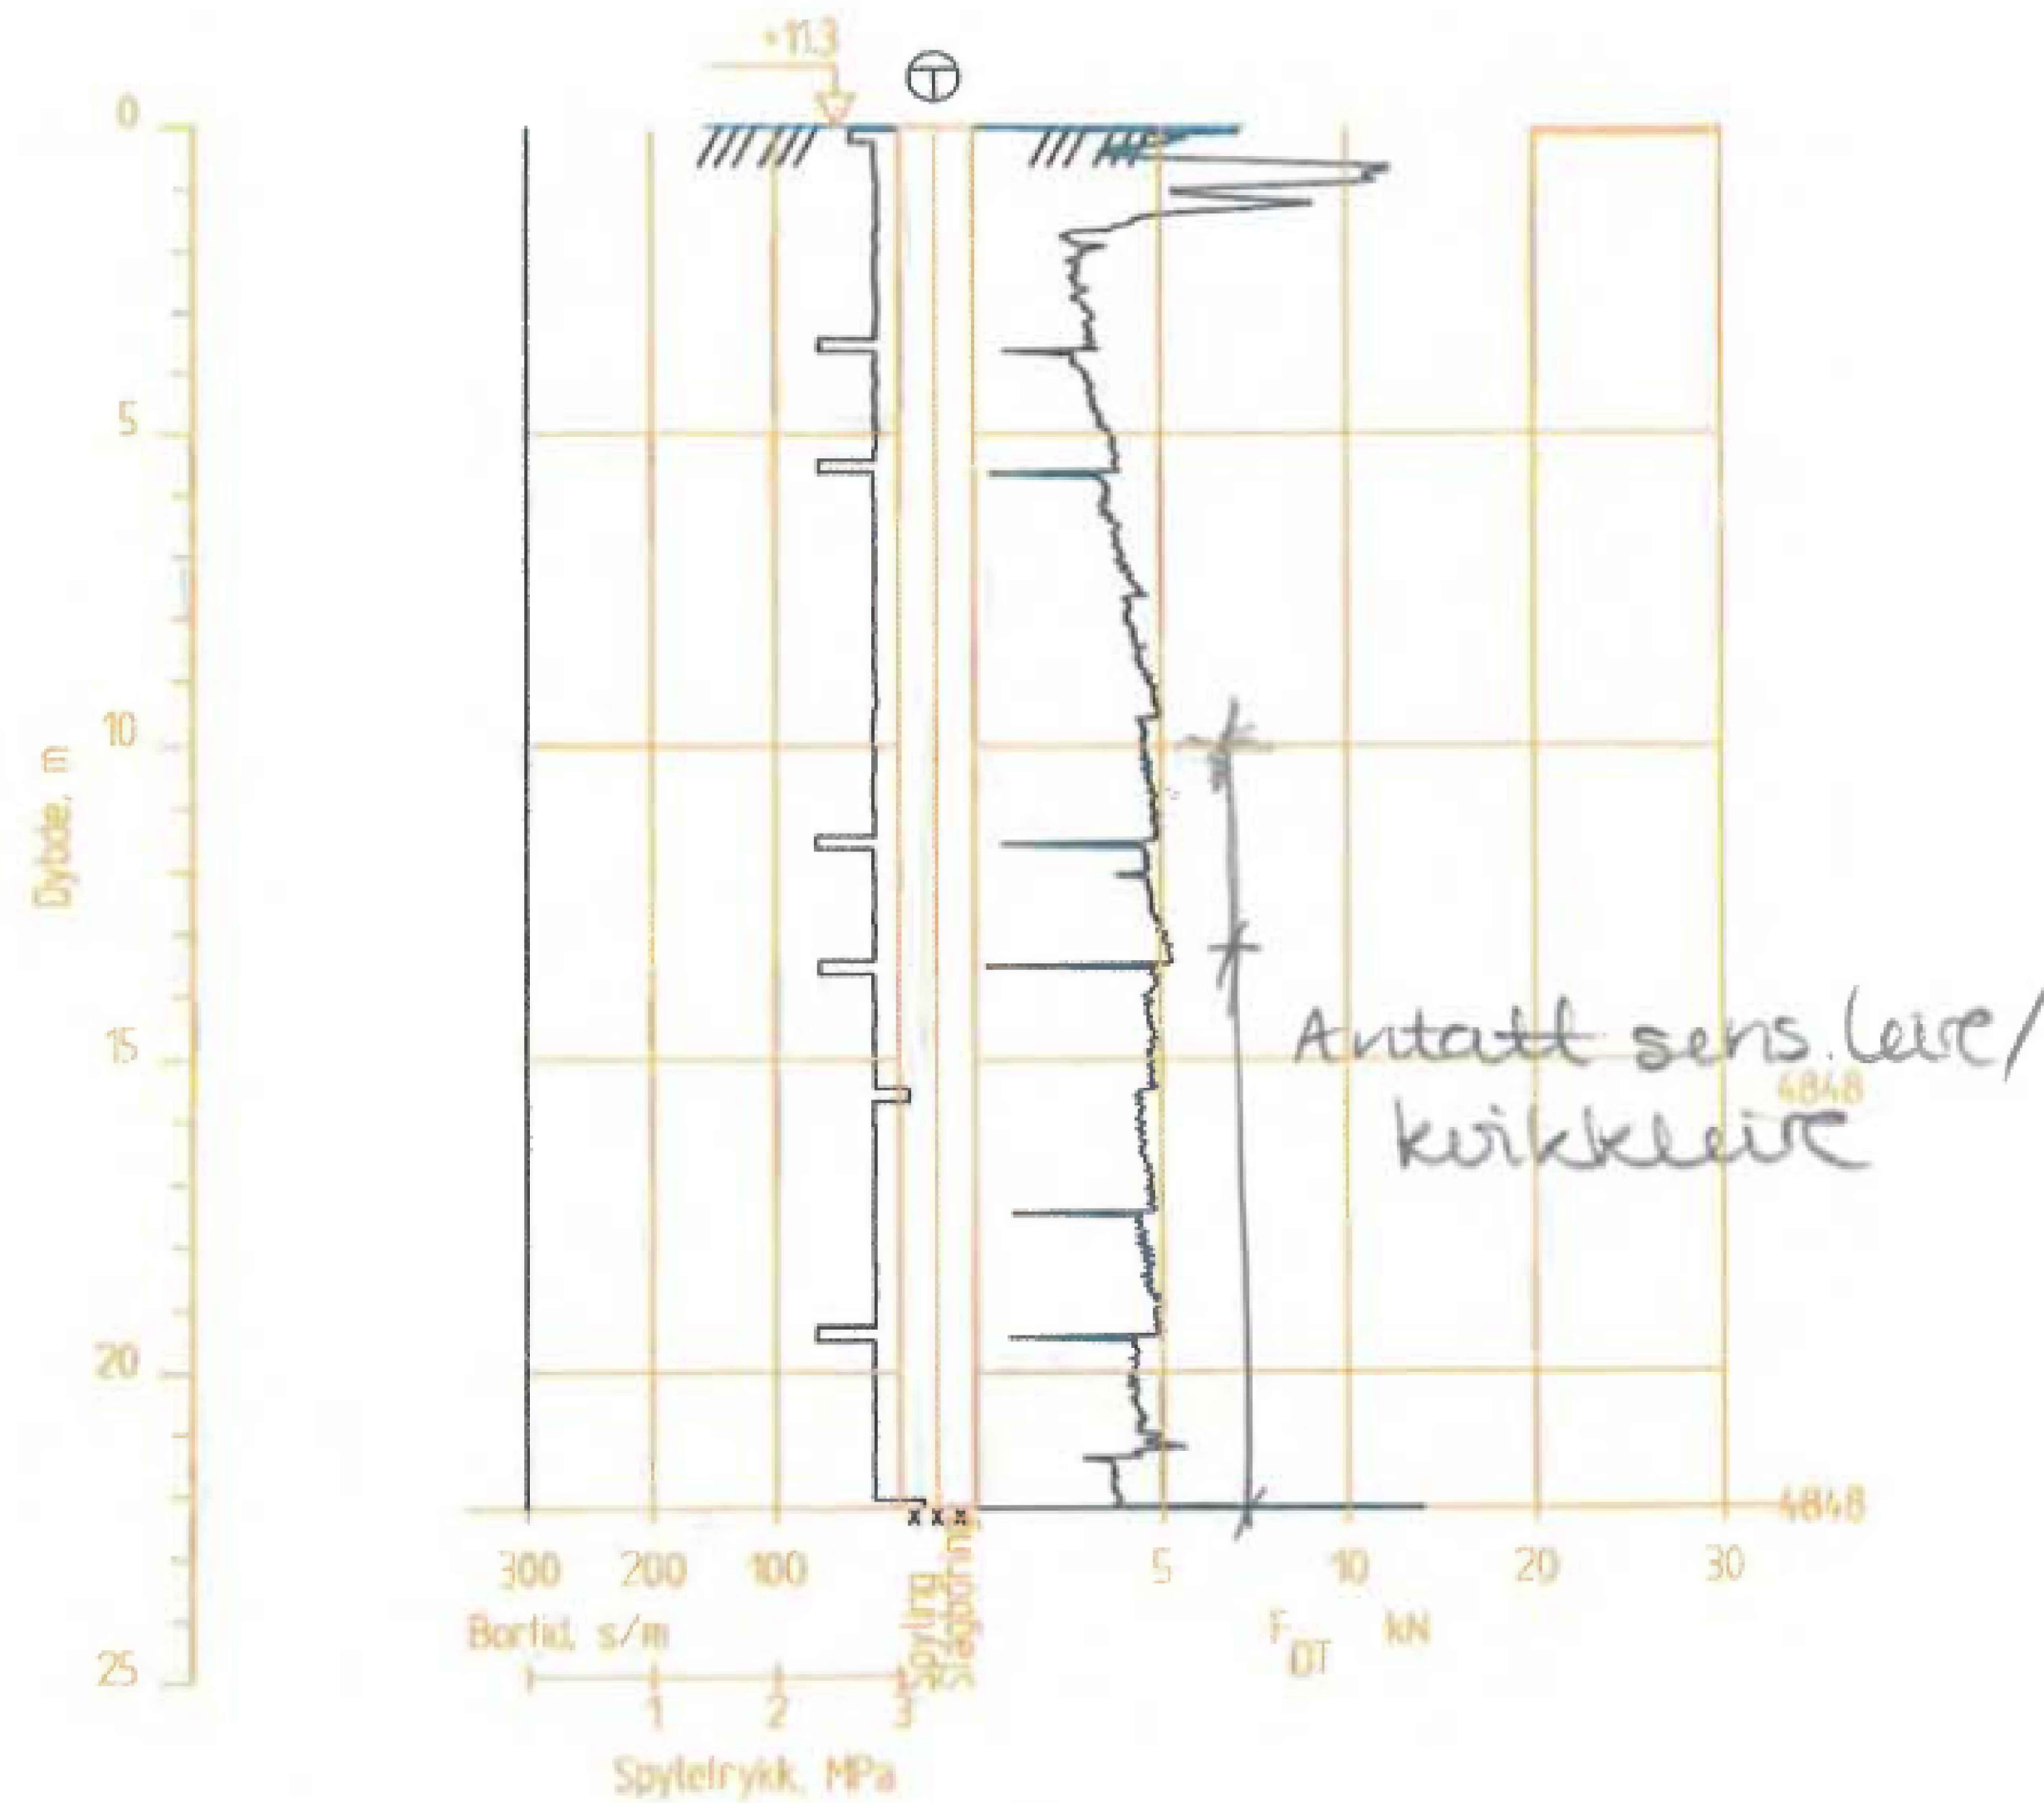 +11.3
T
0
5
10
15
20
25
Dybde, m
Antatt sens. leire/
4848
kvikkleire
x x x
4848
300 200 100
5 10 20 30
Spyling
Slagboring
Bortid, s/m
F DT kN
1 2 3
Spyletrykk, MPa